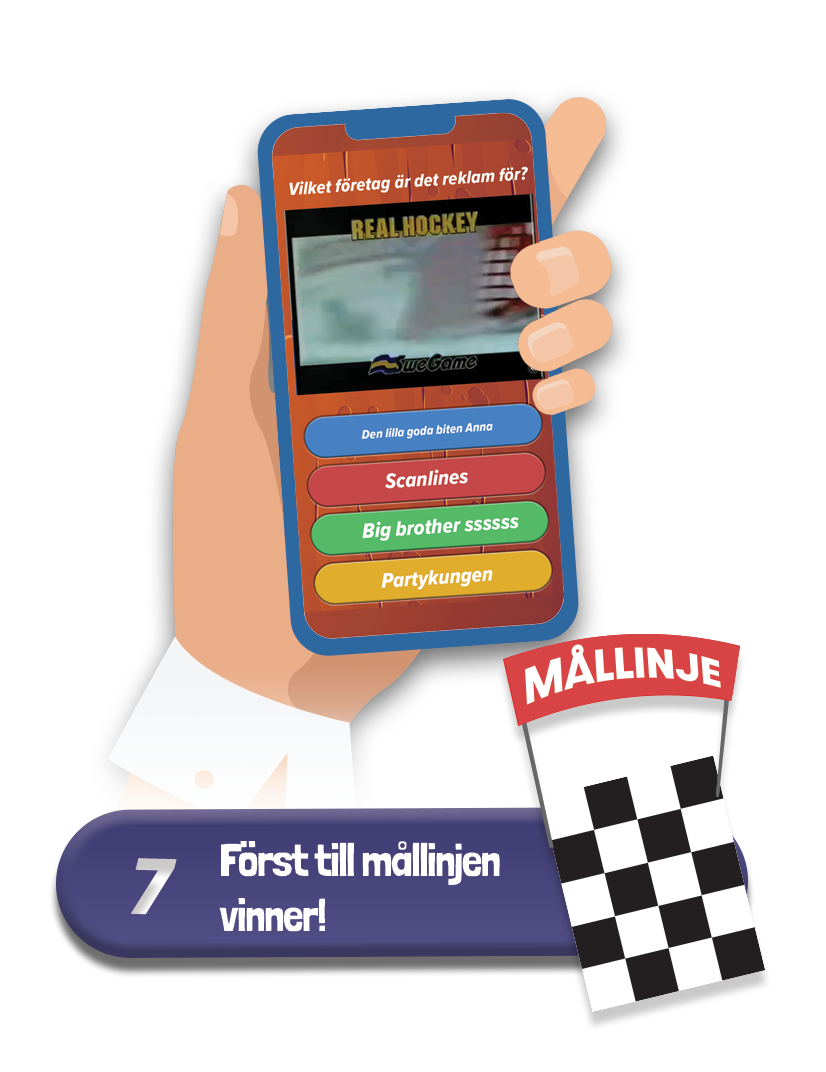 Vilket företag är det reklam för?
REAL HOCKEY
SweGame
Den lilla goda biten Anna
Scanlines
Big brother ssssss
Partykungen
MÅLLINJE
7
Först till mållinjen
vinner!